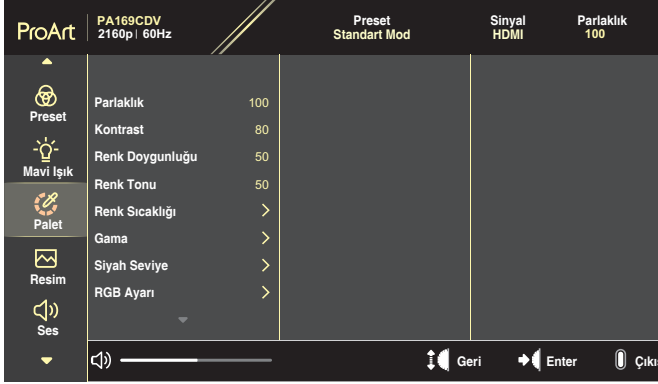 ProArt
PA169CDV
2160p | 60Hz
Preset
Standart Mod
Sinyal
HDMI
Parlaklık
100
Preset
Mavi Işık
Palet
Resim
Ses
Parlaklık 100
Kontrast 80
Renk Doygunluğu 50
Renk Tonu 50
Renk Sıcaklığı
Gama
Siyah Seviye
RGB Ayarı
Geri
Enter